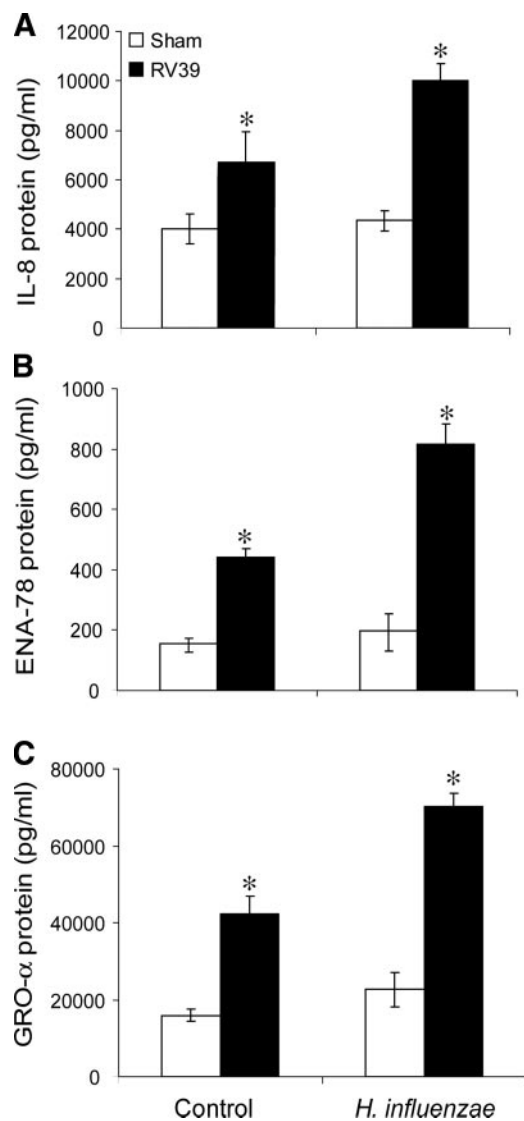 A
IL-8 protein (pg/ml)
12000
10000
8000
6000
4000
2000
0
Sham
RV39
*
*
B
ENA-78 protein (pg/ml)
1000
800
600
400
200
0
*
*
C
GRO-α protein (pg/ml)
80000
60000
40000
20000
0
*
*
Control
H. influenzae